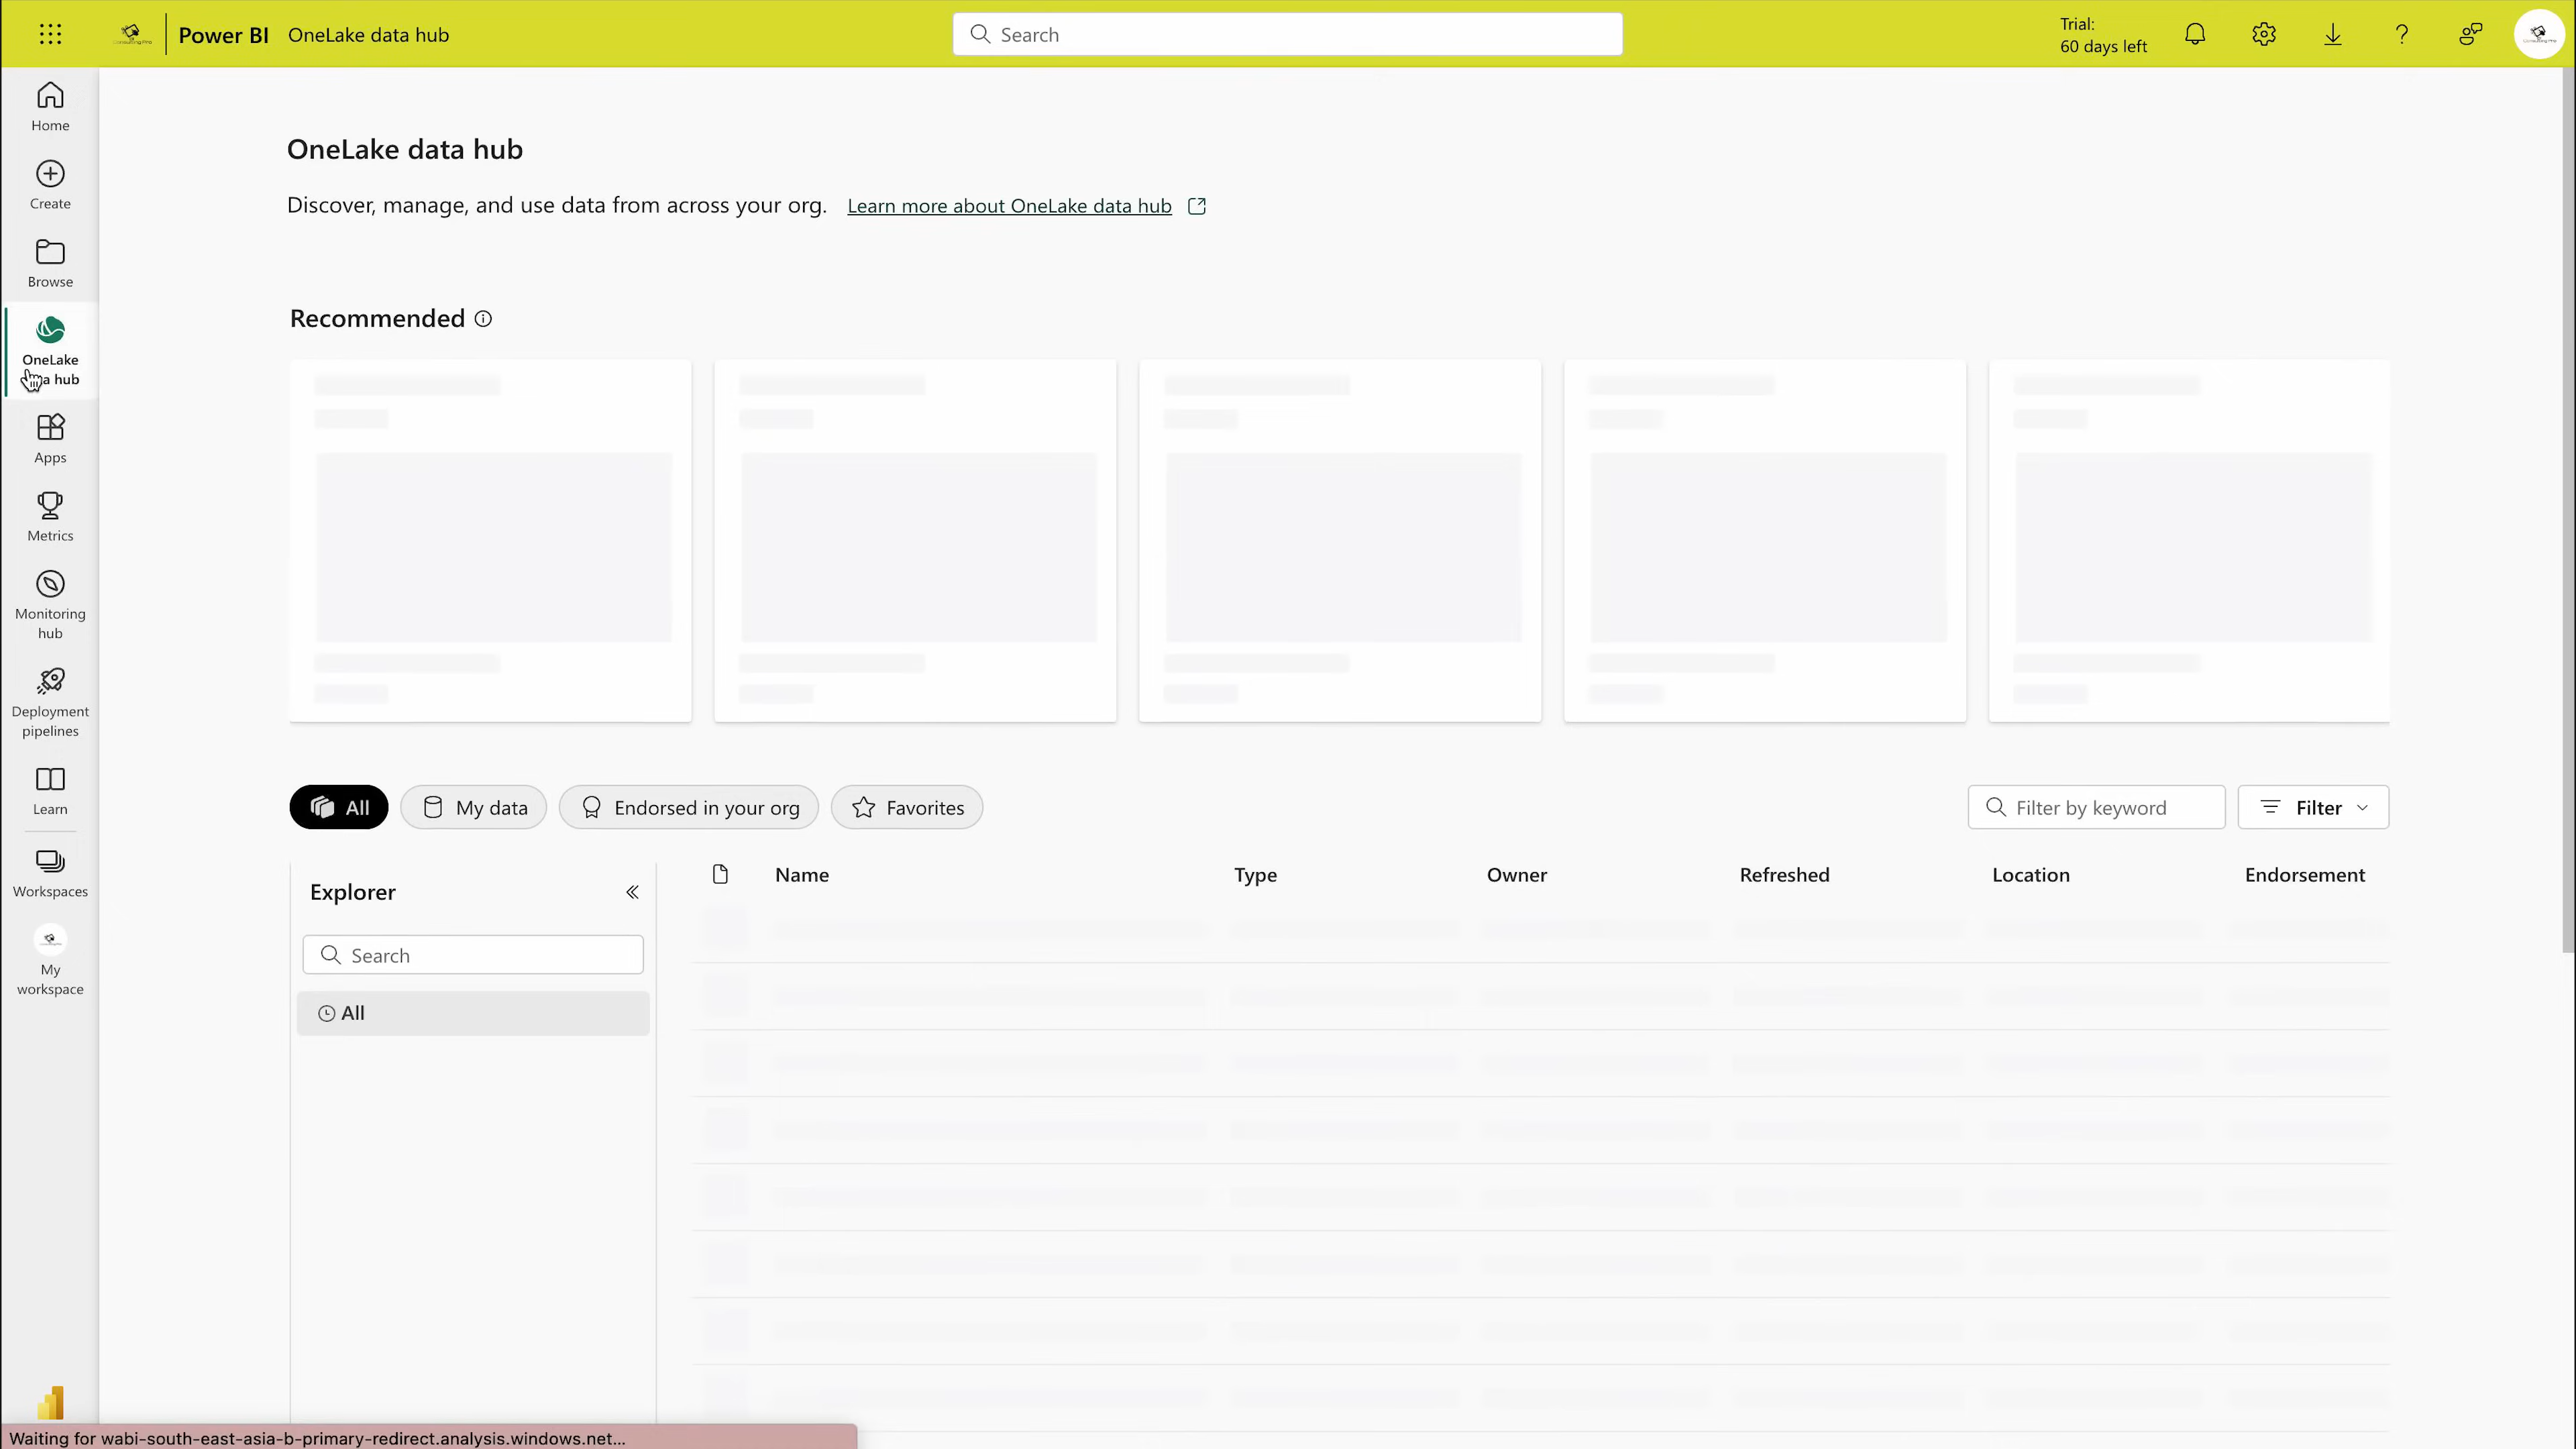 Power BI
OneLake data hub
Search
Trial:
60 days left
Home
Create
Browse
OneLake
hub
Apps
Metrics
Monitoring
hub
Deployment
pipelines
Learn
Workspaces
My
workspace
OneLake data hub
Discover, manage, and use data from across your org. Learn more about OneLake data hub
Recommended
All
My data
Endorsed in your org
Favorites
Filter by keyword
Filter
Explorer
Search
All
Name
Type
Owner
Refreshed
Location
Endorsement
Waiting for wabi-south-east-asia-b-primary-redirect.analysis.windows.net...